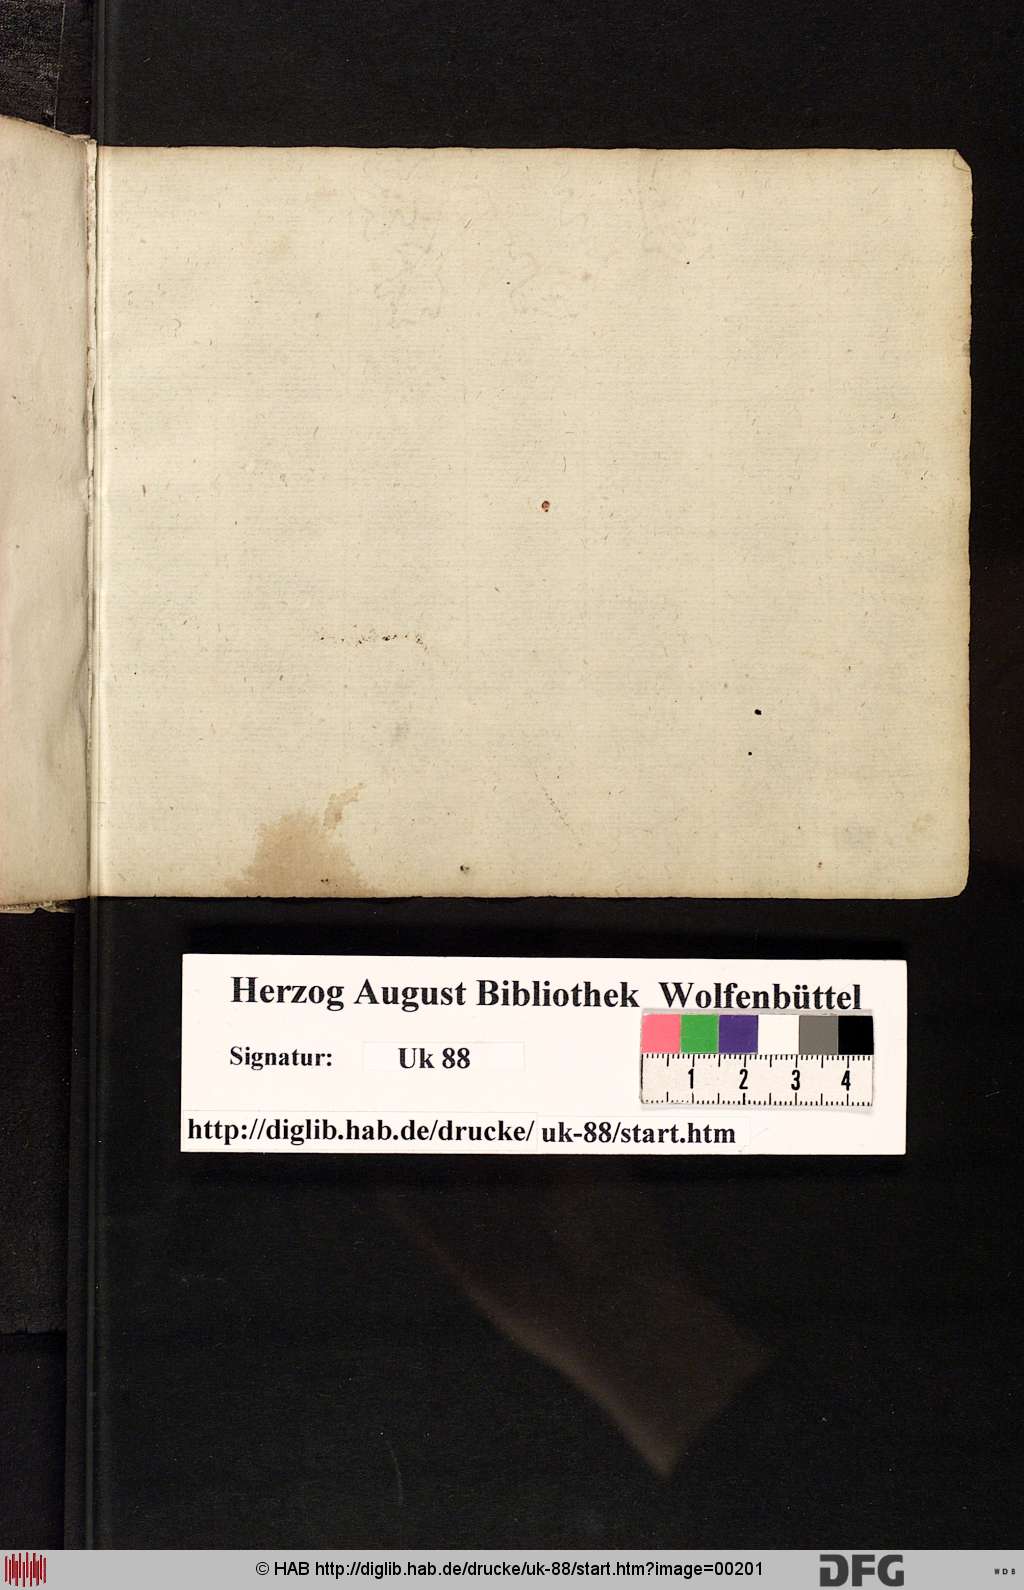 Herzog August Bibliothek Wolfenbüttel
Signatur: Uk 88
1 2 3 4
http://diglib.hab.de/drucke/ uk-88/start.htm
© HAB http://diglib.hab.de/drucke/uk-88/start.htm?image=00201
DFG
WDB